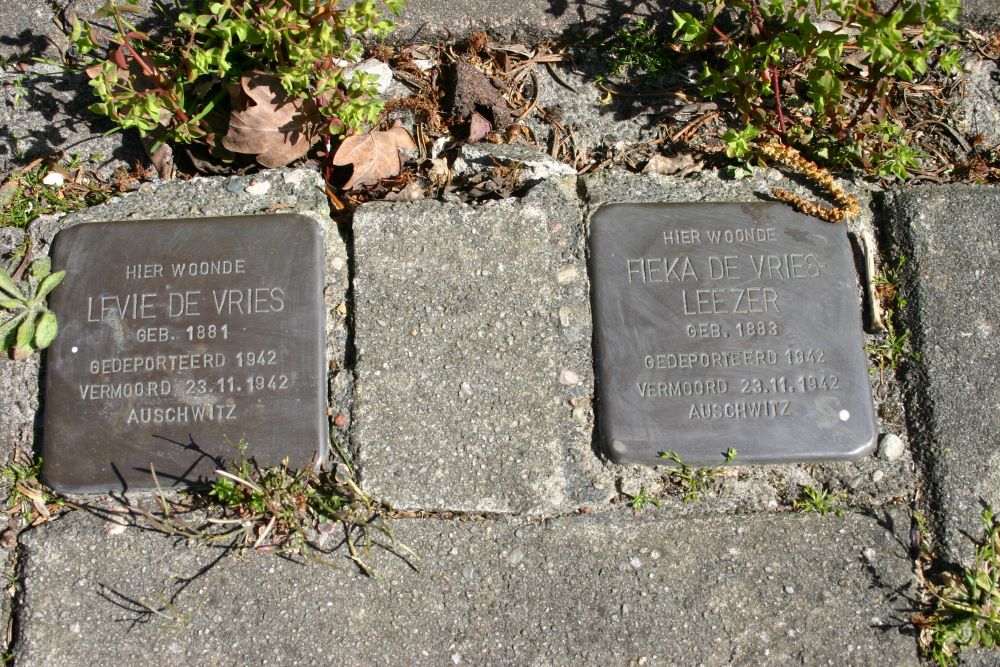 HIER WOONDE
LEVIE DE VRIES
GEB. 1881
GEDEPORTEERD 1942
VERMOORD 23.11.1942
AUSCHWITZ
HIER WOONDE
FIEKA DE VRIES-
LEEZER
GEB. 1883
GEDEPORTEERD 1942
VERMOORD 23.11.1942
AUSCHWITZ